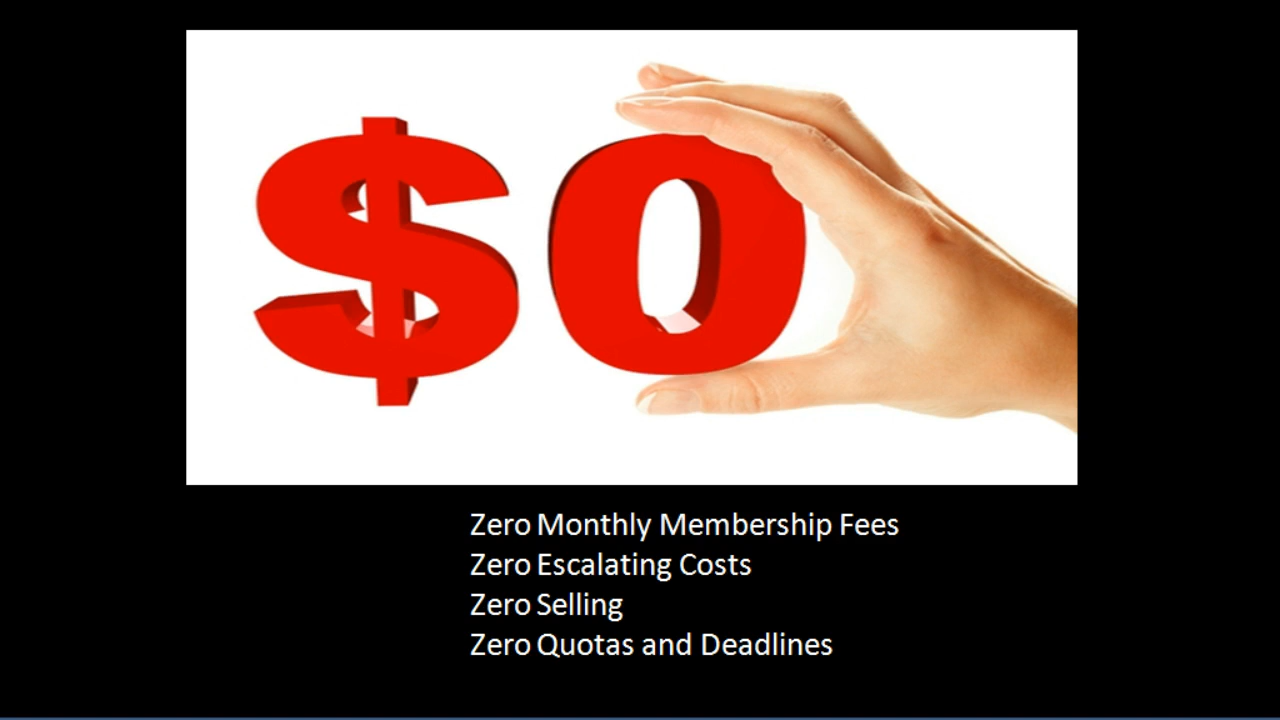 $0
Zero Monthly Membership Fees
Zero Escalating Costs
Zero Selling
Zero Quotas and Deadlines